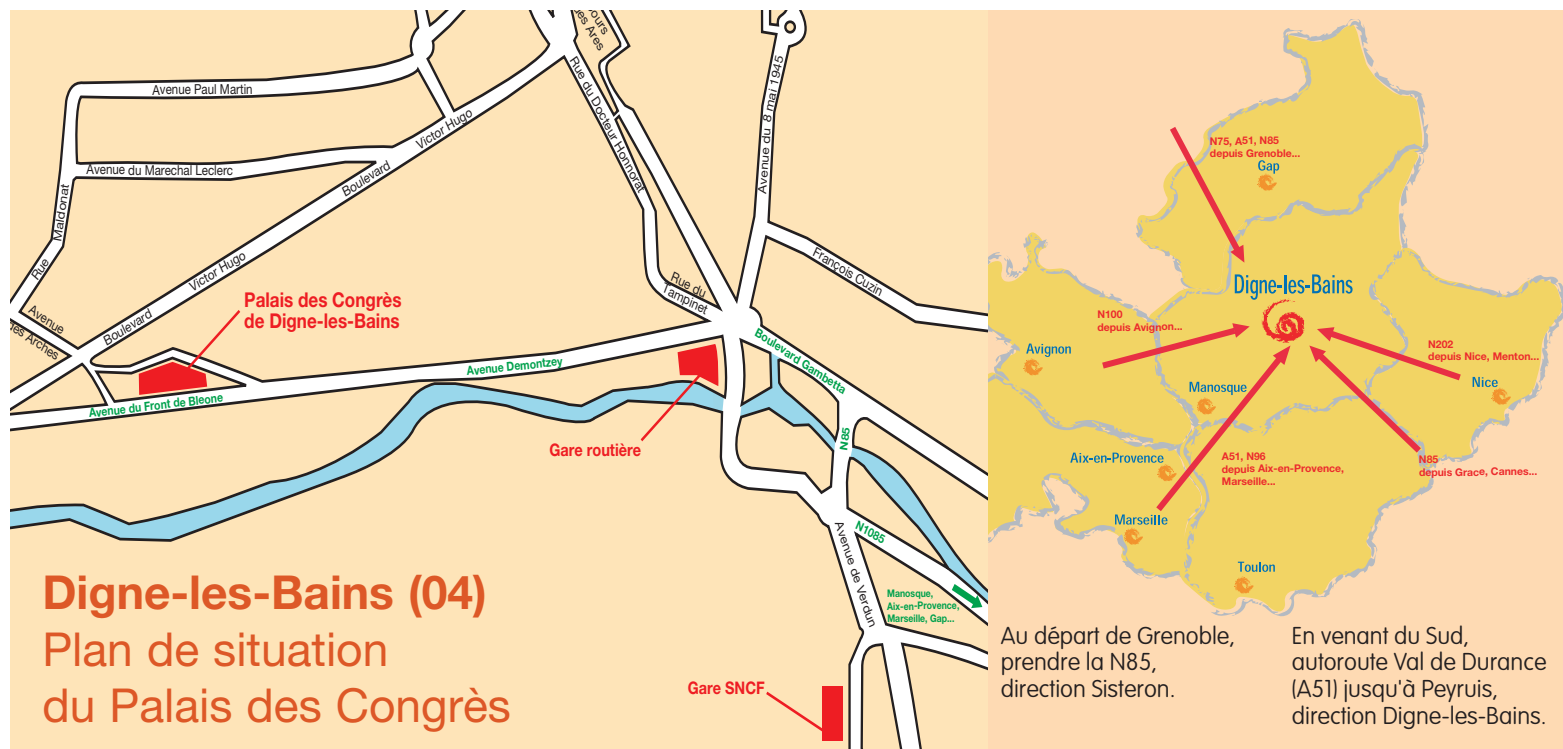 Cours
des Ares
Avenue Paul Martin
Rue du Docteur Honnorat
Avenue du 8 mai 1945
Victor Hugo
Avenue du Marechal Leclerc
Boulevard
Maldonat
Rue
François Cuzin
Victor Hugo
Rue du
Tampinet
Palais des Congrès
de Digne-les-Bains
Avenue
des Arches
Boulevard
Boulevard Gambetta
Avenue Demontzey
Avenue du Front de Bleone
Gare routière
N85
N1085
Avenue de Verdun
Manosque,
Aix-en-Provence,
Marseille, Gap...
Gare SNCF
Digne-les-Bains (04)
Plan de situation
du Palais des Congrès
N75, A51, N85
depuis Grenoble...
Gap
Digne-les-Bains
N100
depuis Avignon...
Avignon
N202
depuis Nice, Menton...
Nice
Manosque
Aix-en-Provence
A51, N96
depuis Aix-en-Provence,
Marseille...
N85
depuis Grace, Cannes...
Marseille
Toulon
Au départ de Grenoble,
prendre la N85,
direction Sisteron.
En venant du Sud,
autoroute Val de Durance
(A51) jusqu'à Peyruis,
direction Digne-les-Bains.